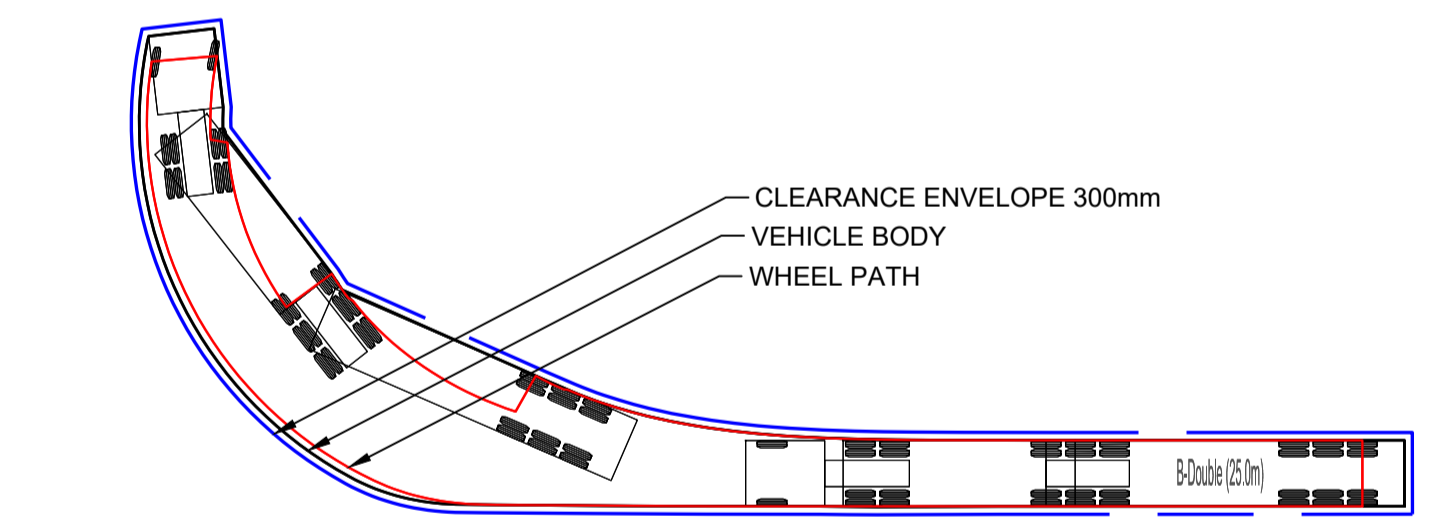 CLEARANCE ENVELOPE 300mm
VEHICLE BODY
WHEEL PATH
B-Double (25.0m)